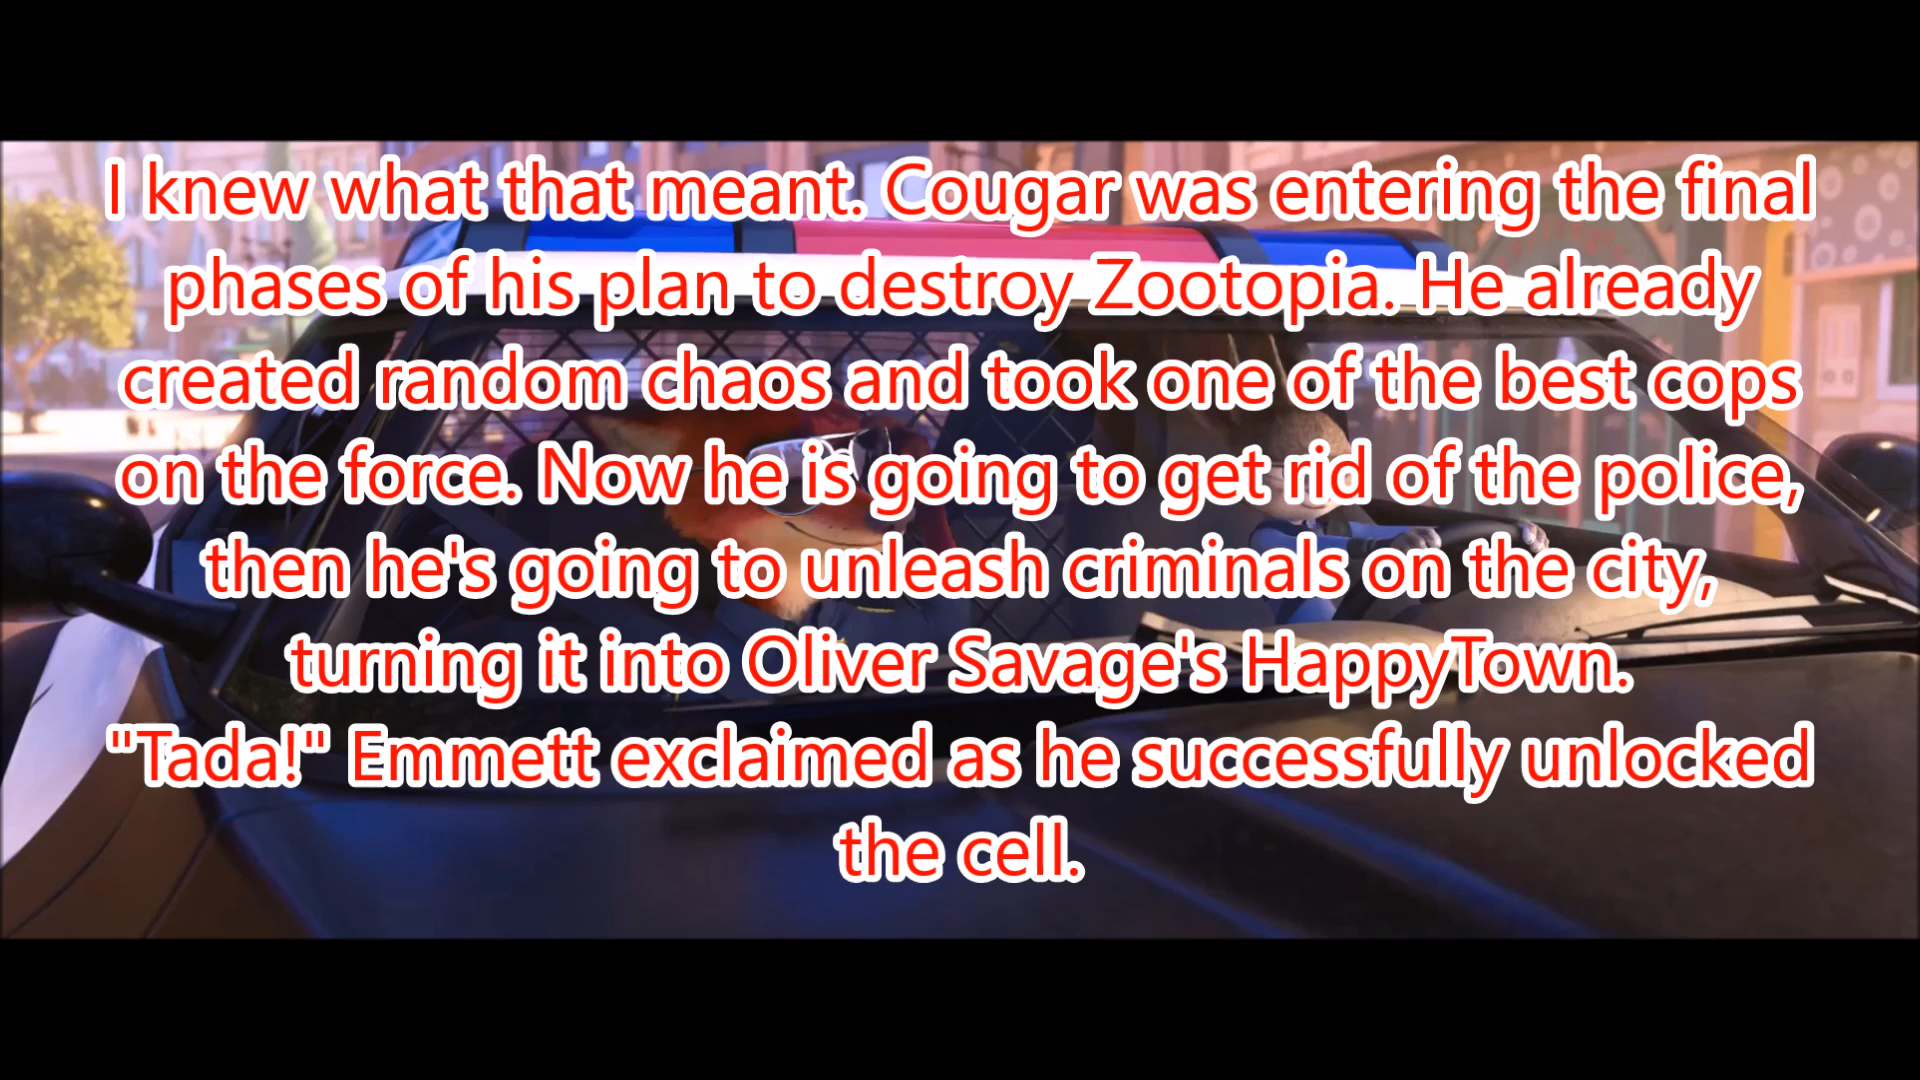 I knew what that meant. Cougar was entering the final
phases of his plan to destroy Zootopia. He already
created random chaos and took one of the best cops
on the force. Now he is going to get rid of the police,
then he's going to unleash criminals on the city,
turning it into Oliver Savage's HappyTown.
"Tada!" Emmett exclaimed as he successfully unlocked
the cell.